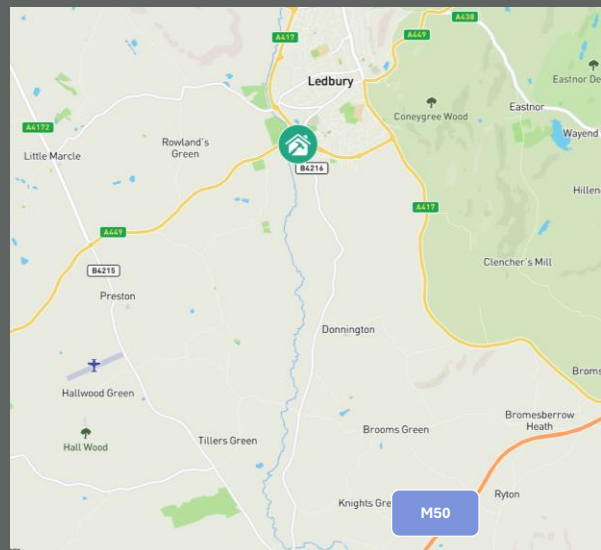 A438
A449
A417
Ledbury
Eastnor De
Eastnor
Coneygree Wood
A4172
Wayend
Rowland's
Green
Little Marcle
B4216
Hillend
A417
A449
Clencher's Mill
B4215
Preston
Donnington
Broms
Hallwood Green
Bromesberrow
Heath
Brooms Green
Tillers Green
Hall Wood
Ryton
Knights Gre
M50